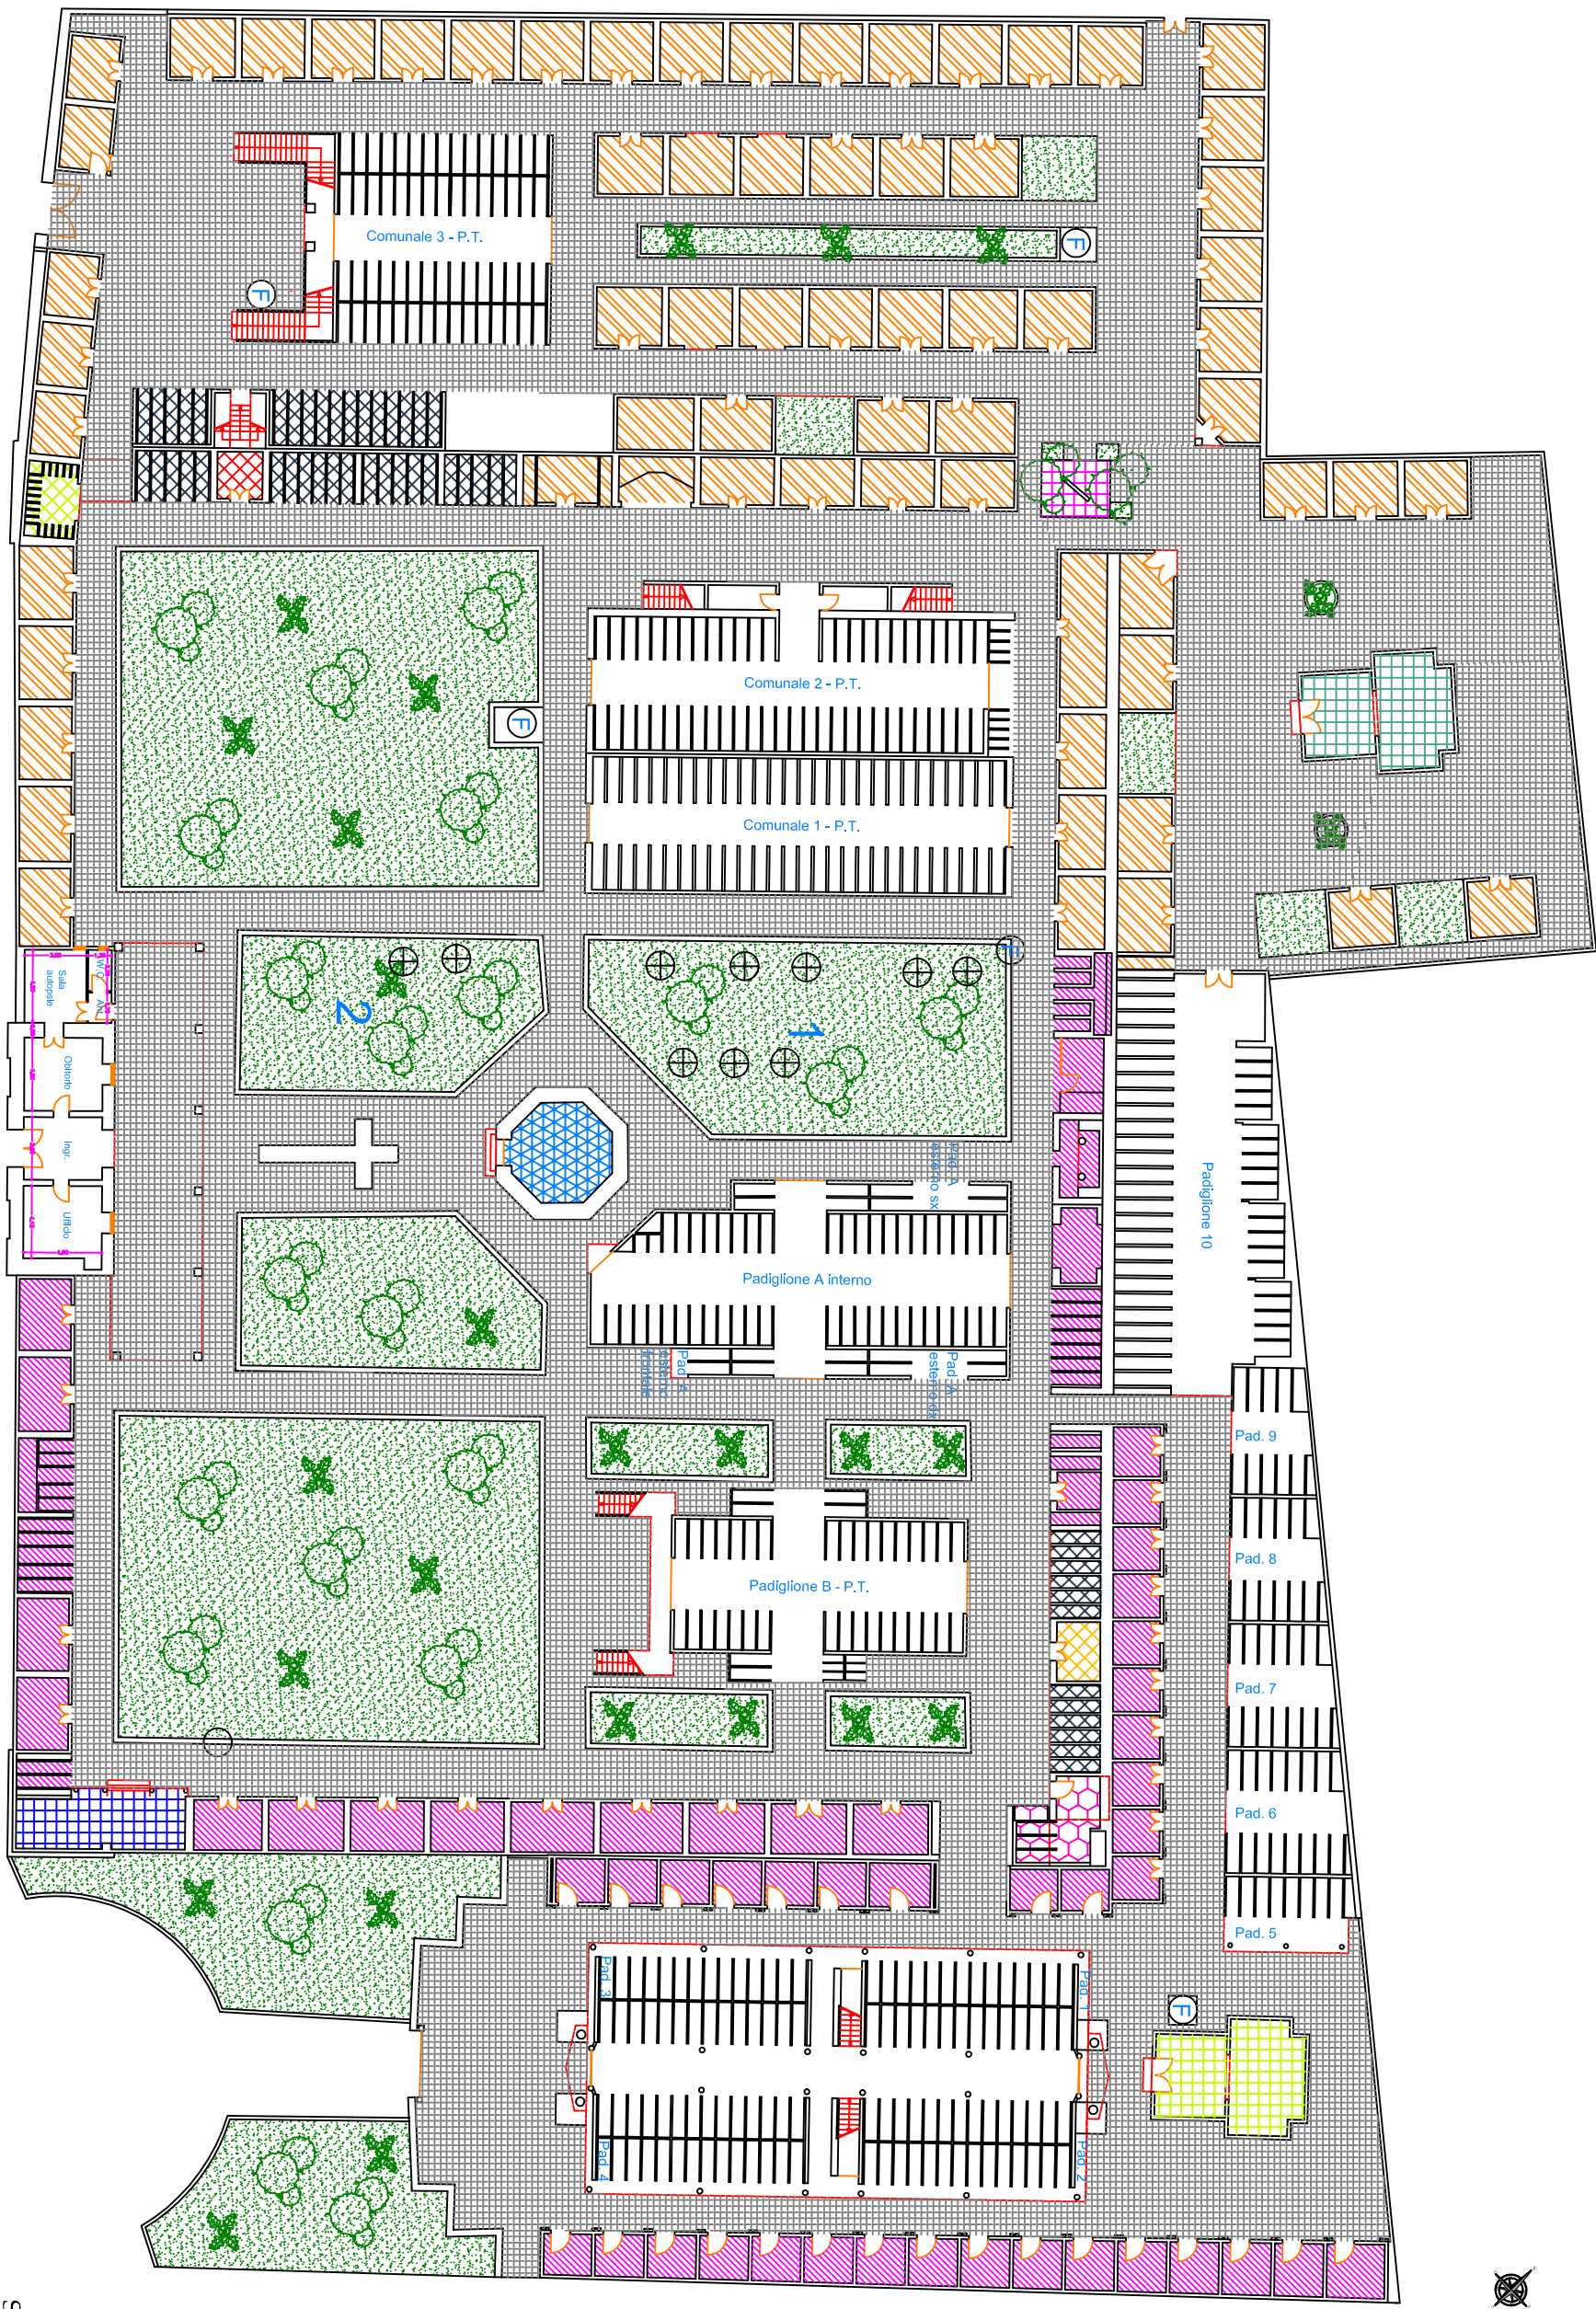 Comunale 3 - P.T.
F
F
Comunale 2 - P.T.
F
Comunale 1 - P.T.
F
W.C.
Sala
autopsie
2
1
Obitorio
Ingr.
Ufficio
Pad. A
esterno sx
Padiglione 10
Padiglione A interno
Pad. A
esterno
frontale
Pad. A
esterno dx
Pad. 9
Pad. 8
Padiglione B - P.T.
Pad. 7
Pad. 6
Pad. 5
Pad. 3
Pad. 1
F
Pad. 4
Pad. 2